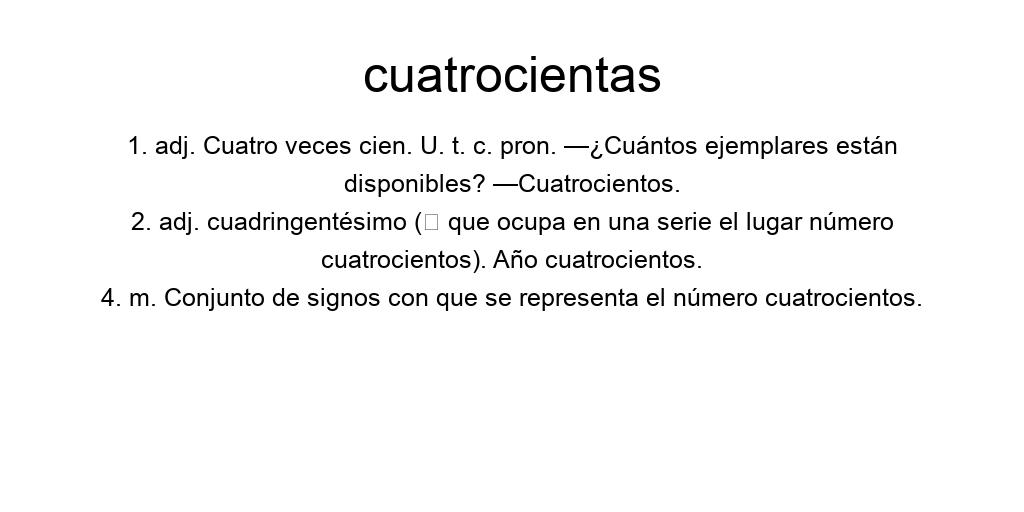 cuatrocientas
1. adj. Cuatro veces cien. U. t. c. pron. —¿Cuántos ejemplares están
disponibles? —Cuatrocientos.
2. adj. cuadringentésimo (□ que ocupa en una serie el lugar número
cuatrocientos). Año cuatrocientos.
4. m. Conjunto de signos con que se representa el número cuatrocientos.